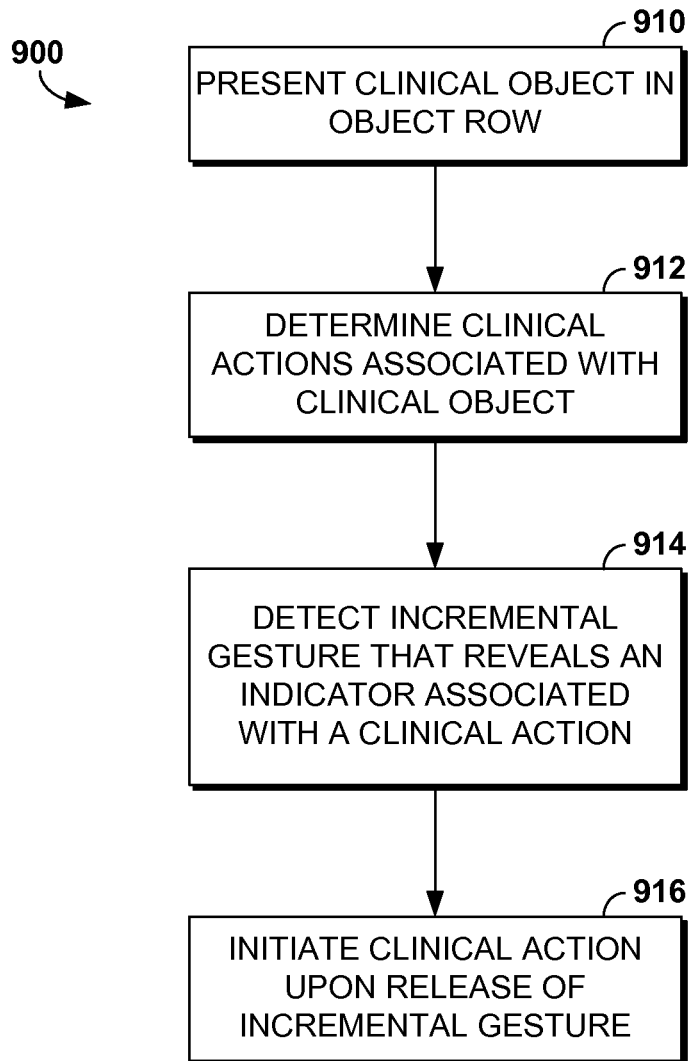 900
910
PRESENT CLINICAL OBJECT IN
OBJECT ROW
912
DETERMINE CLINICAL
ACTIONS ASSOCIATED WITH
CLINICAL OBJECT
914
DETECT INCREMENTAL
GESTURE THAT REVEALS AN
INDICATOR ASSOCIATED
WITH A CLINICAL ACTION
916
INITIATE CLINICAL ACTION
UPON RELEASE OF
INCREMENTAL GESTURE